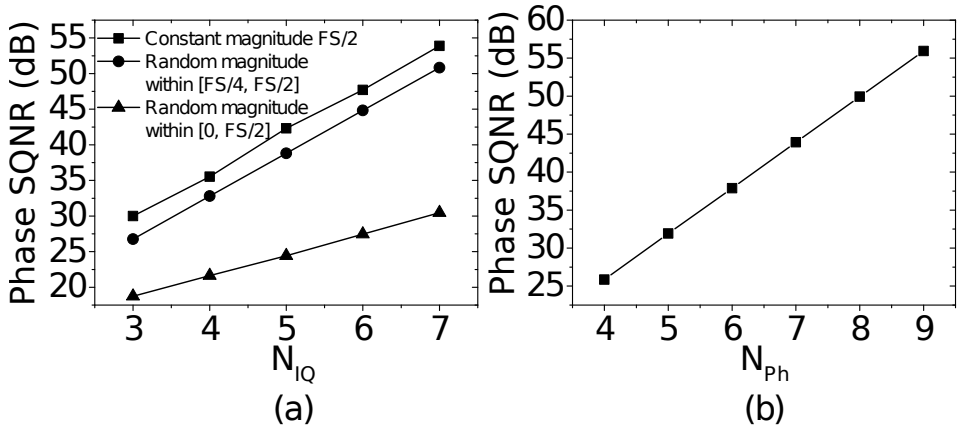 Phase SQNR (dB)
55
50
45
40
35
30
25
20
Constant magnitude FS/2
Random magnitude
within [FS/4, FS/2]
Random magnitude
within [0, FS/2]
3 4 5 6 7
N_IQ
(a)
Phase SQNR (dB)
60
55
50
45
40
35
30
25
4 5 6 7 8 9
N_Ph
(b)